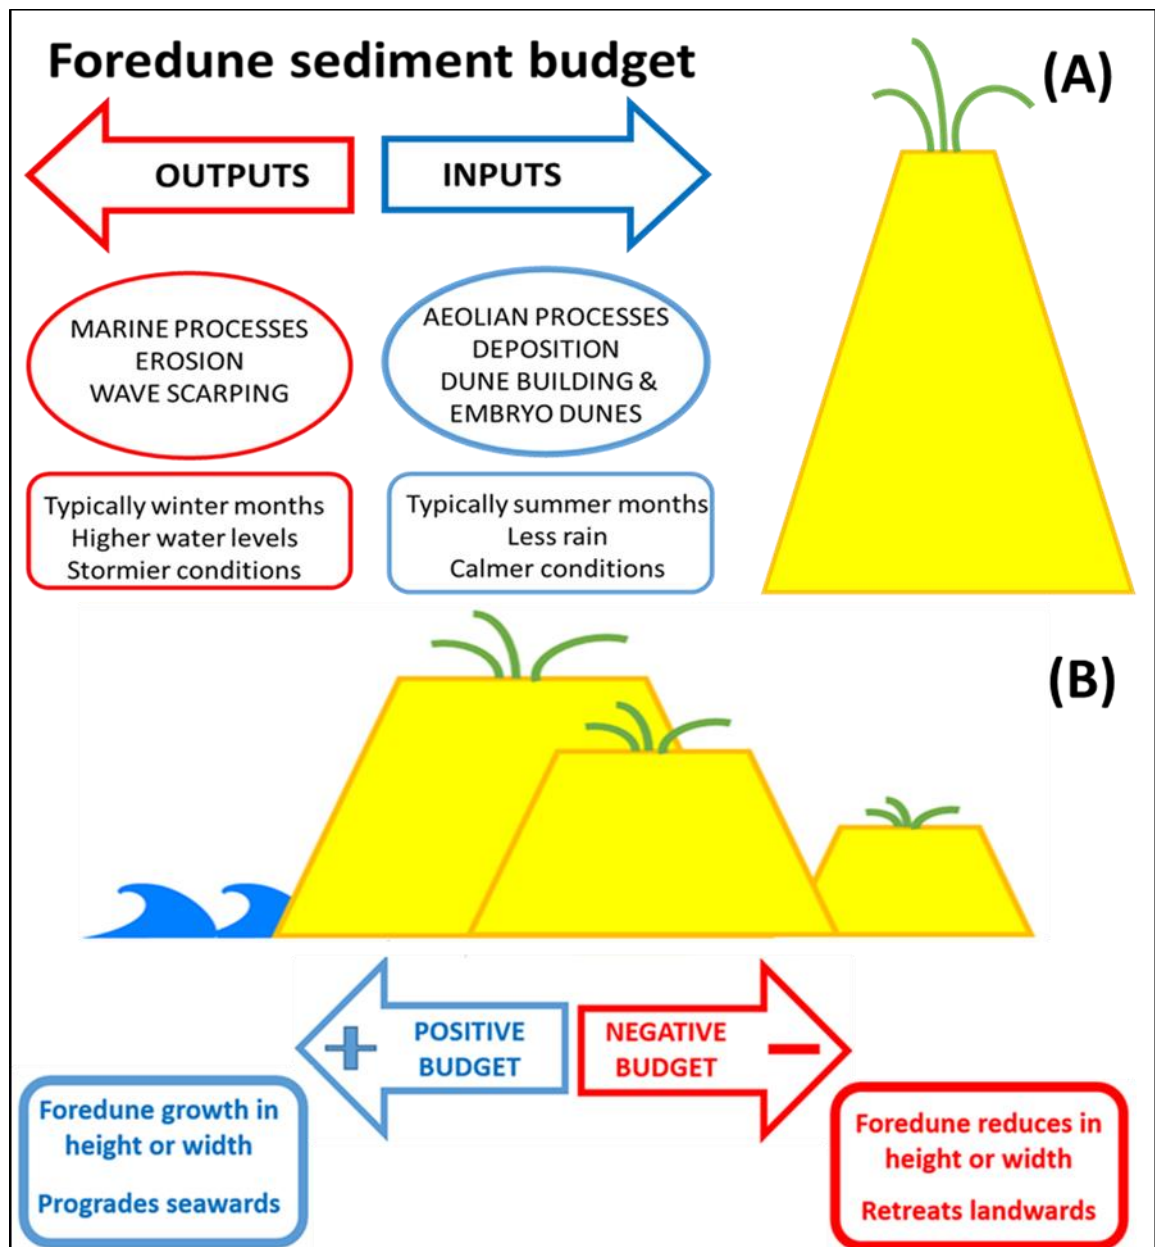 Foredune sediment budget
(A)
OUTPUTS
INPUTS
MARINE PROCESSES
EROSION
WAVE SCARPING
AEOLIAN PROCESSES
DEPOSITION
DUNE BUILDING &
EMBRYO DUNES
Typically winter months
Higher water levels
Stormier conditions
Typically summer months
Less rain
Calmer conditions
(B)
+
POSITIVE
BUDGET
NEGATIVE
BUDGET
−
Foredune growth in
height or width
Progrades seawards
Foredune reduces in
height or width
Retreats landwards